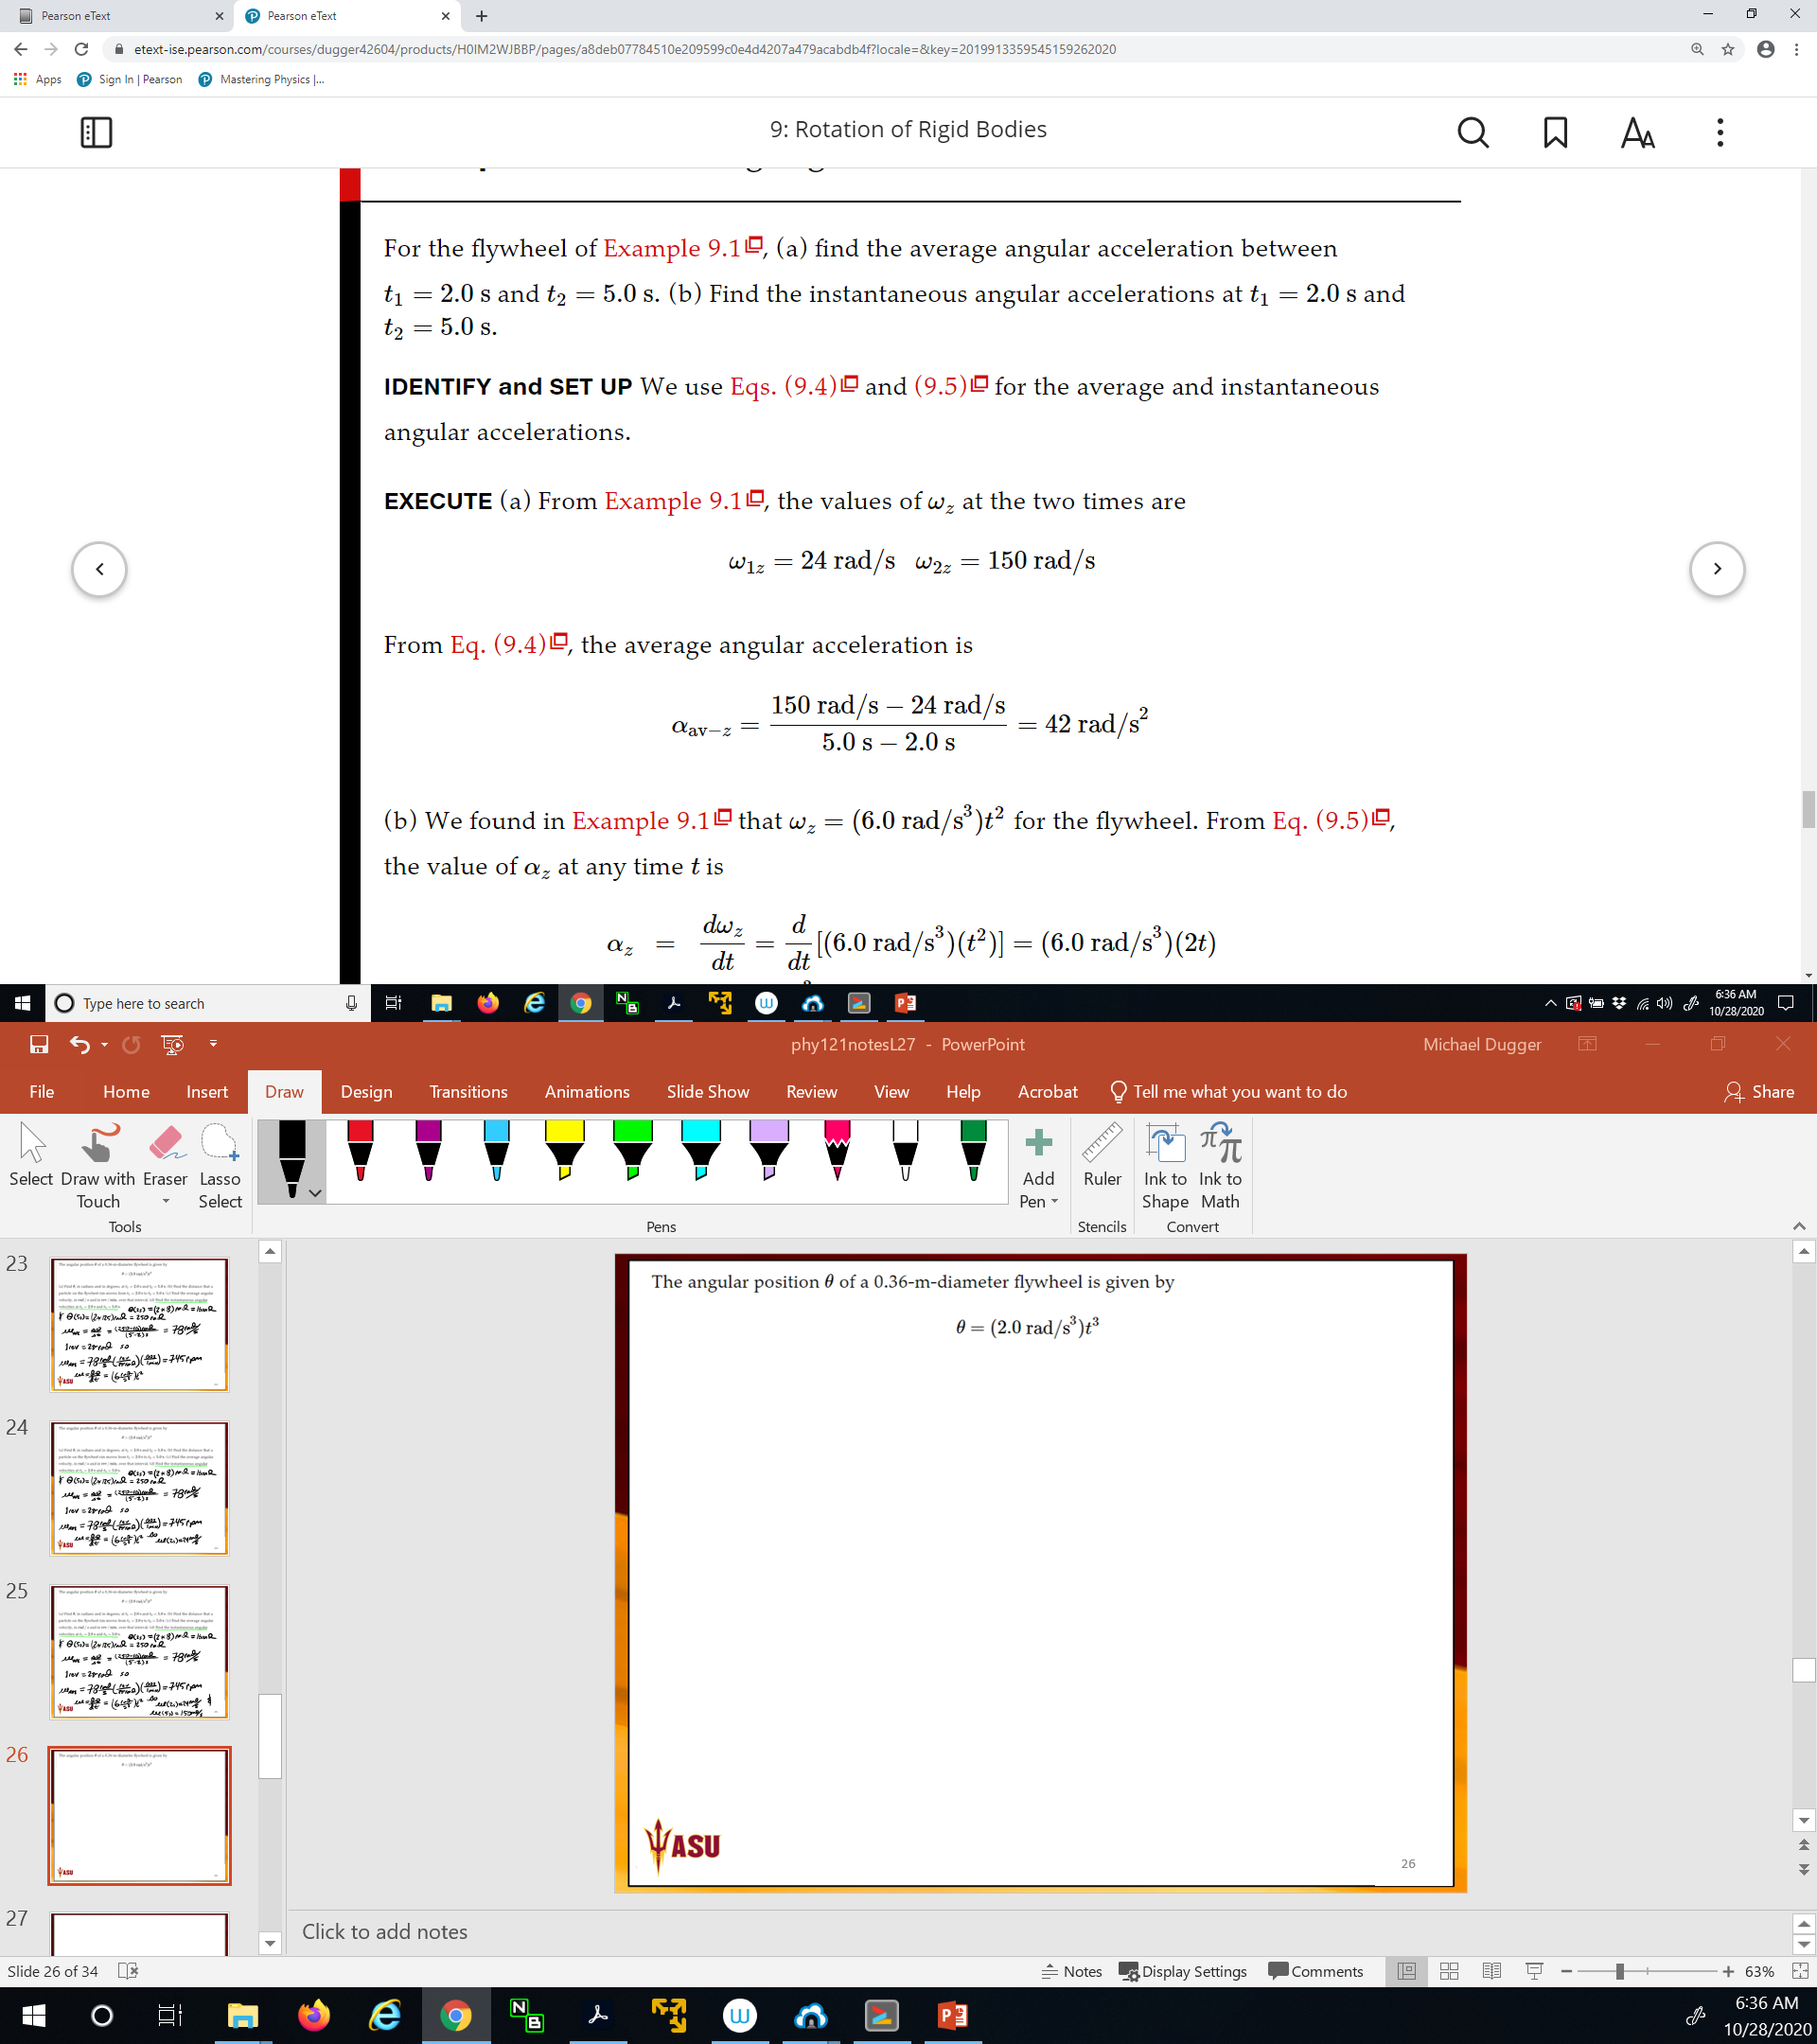 Pearson eText
Pearson eText
etext-ise.pearson.com/courses/dugger42604/products/H0IM2WJBBP/pages/a8deb07784510e209599c0e4d4207a479acabdb4f?locale=&key=2019913359545159262020
Apps Sign In | Pearson Mastering Physics |...
9: Rotation of Rigid Bodies
For the flywheel of Example 9.1, (a) find the average angular acceleration between
t₁ = 2.0 s and t₂ = 5.0 s. (b) Find the instantaneous angular accelerations at t₁ = 2.0 s and
t₂ = 5.0 s.
IDENTIFY and SET UP We use Eqs. (9.4) and (9.5) for the average and instantaneous
angular accelerations.
EXECUTE (a) From Example 9.1, the values of ω_z at the two times are
ω₁z = 24 rad/s ω₂z = 150 rad/s
From Eq. (9.4), the average angular acceleration is
α_av−z = (150 rad/s − 24 rad/s) / (5.0 s − 2.0 s) = 42 rad/s²
(b) We found in Example 9.1 that ω_z = (6.0 rad/s³)t² for the flywheel. From Eq. (9.5),
the value of α_z at any time t is
α_z = dω_z/dt = d/dt [(6.0 rad/s³)(t²)] = (6.0 rad/s³)(2t)
Type here to search
6:36 AM
10/28/2020
phy121notesL27 - PowerPoint
Michael Dugger
File Home Insert Draw Design Transitions Animations Slide Show Review View Help Acrobat Tell me what you want to do Share
Select Draw with Touch Eraser Lasso Select
Add Pen Ruler Ink to Shape Ink to Math
Tools Pens Stencils Convert
23
24
25
26
27
The angular position θ of a 0.36-m-diameter flywheel is given by
θ = (2.0 rad/s³)t³
ASU
26
Click to add notes
Slide 26 of 34
Notes Display Settings Comments 63%
6:36 AM
10/28/2020